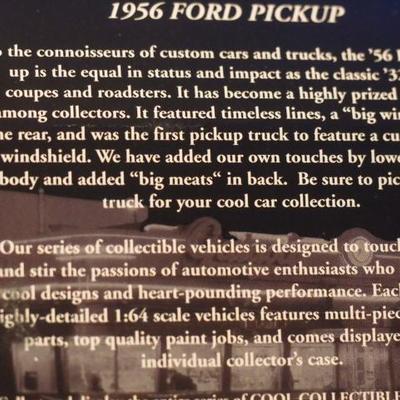 1956 FORD PICKUP
the connoisseurs of custom cars and trucks, the '56
up is the equal in status and impact as the classic '32
coupes and roadsters. It has become a highly prized
among collectors. It featured timeless lines, a "big
rear, and was the first pickup truck to feature a
windshield. We have added our own touches by
body and added "big meats" in back. Be sure to
truck for your cool car collection.
Our series of collectible vehicles is designed to
and stir the passions of automotive enthusiasts who
cool designs and heart-pounding performance.
1:64 scale vehicles features
parts, top quality paint jobs, and comes
individual collector's case.
the entire series of COOL